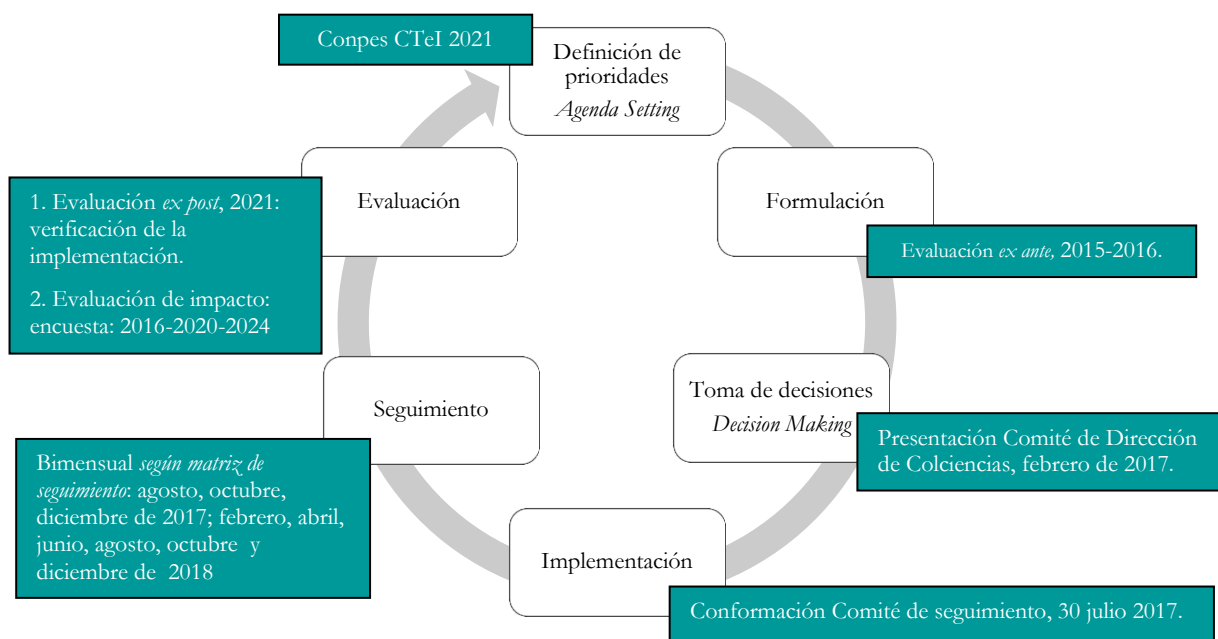 Conpes CTeI 2021
Definición de
prioridades
Agenda Setting
Formulación
Evaluación ex ante, 2015-2016.
Toma de decisiones
Decision Making
Presentación Comité de Dirección
de Colciencias, febrero de 2017.
Implementación
Conformación Comité de seguimiento, 30 julio 2017.
Seguimiento
Bimensual según matriz de
seguimiento: agosto, octubre,
diciembre de 2017; febrero, abril,
junio, agosto, octubre y
diciembre de 2018
Evaluación
1. Evaluación ex post, 2021:
verificación de la
implementación.
2. Evaluación de impacto:
encuesta: 2016-2020-2024